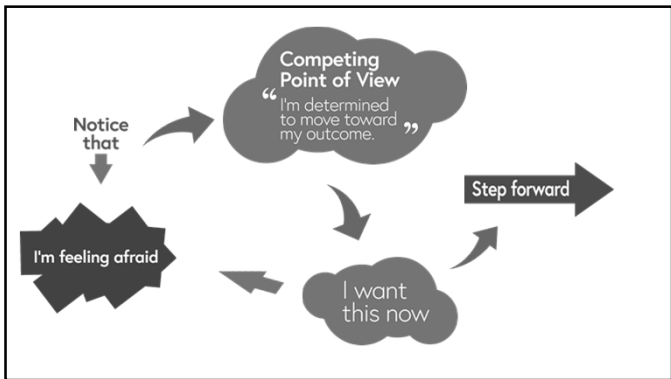 Competing
Point of View
“I'm determined
to move toward
my outcome.”
Notice
that
Step forward
I'm feeling afraid
I want
this now